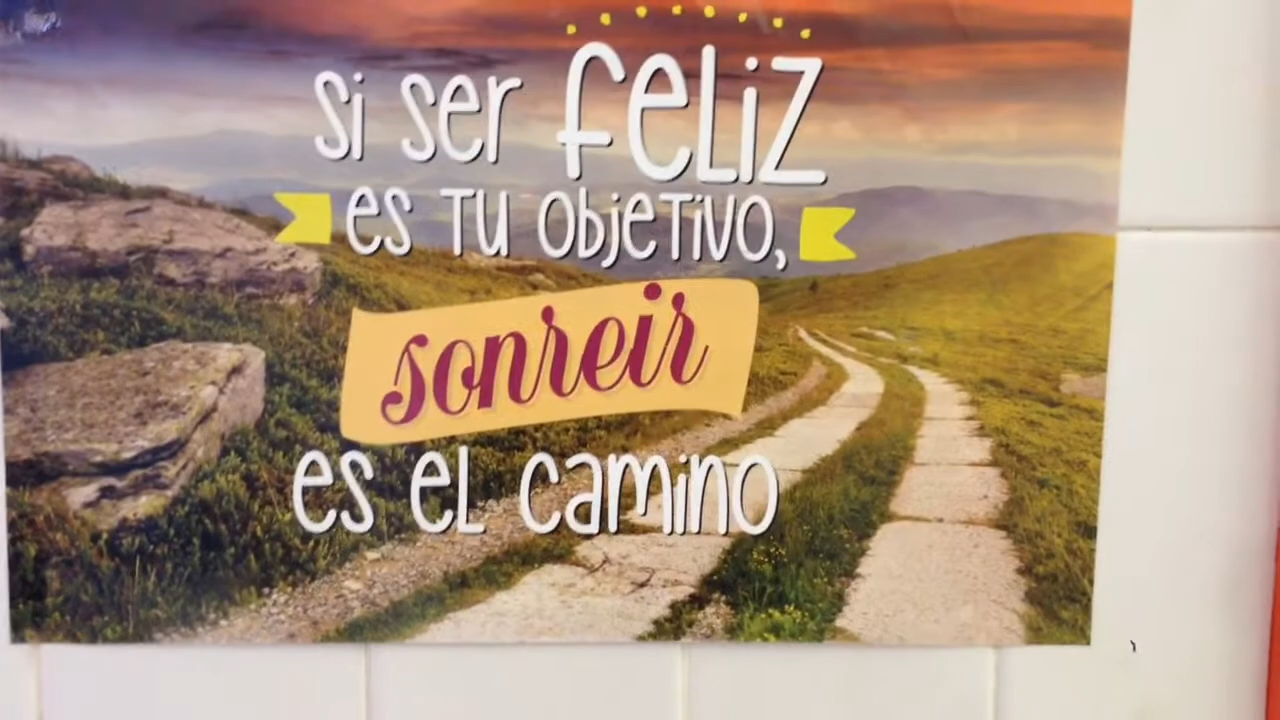 si ser feliz
es tu objetivo,
sonreir
es el camino